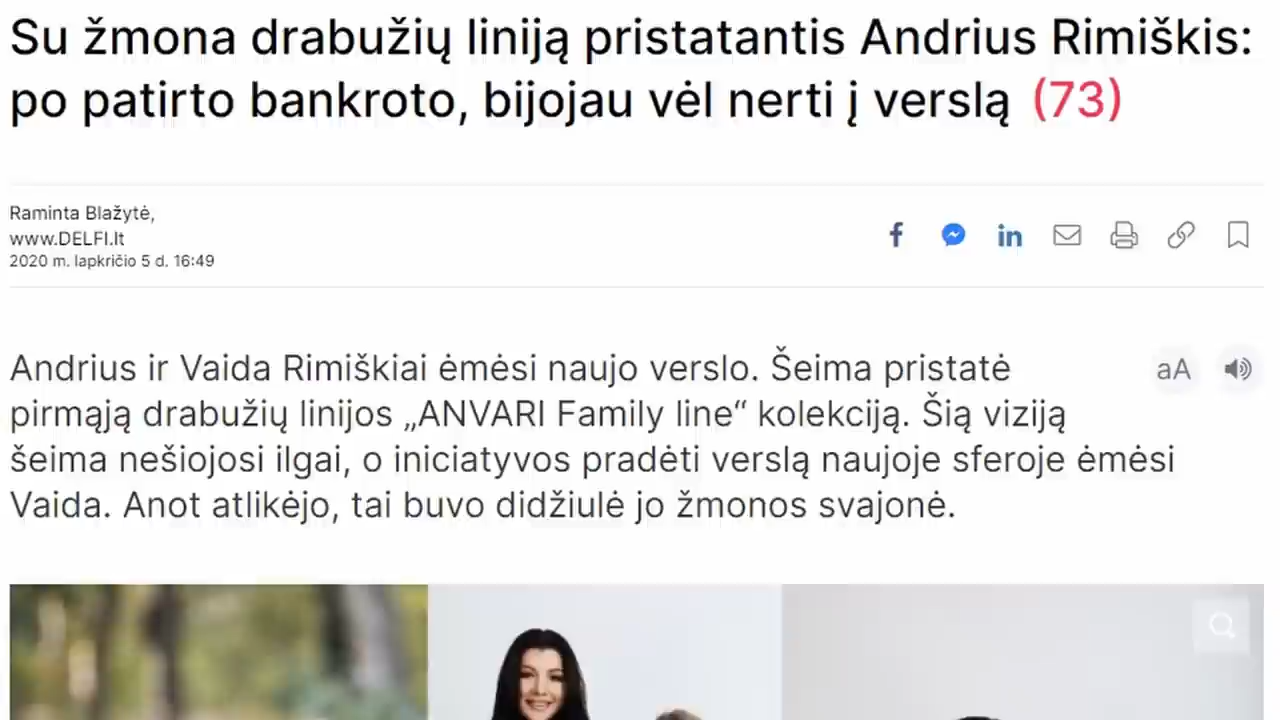 Su žmona drabužių liniją pristatantis Andrius Rimiškis:
po patirto bankroto, bijojau vėl nerti į verslą (73)
Raminta Blažytė,
www.DELFI.lt
2020 m. lapkričio 5 d. 16:49
f
in
Andrius ir Vaida Rimiškiai ėmėsi naujo verslo. Šeima pristatė
aA
pirmąją drabužių linijos „ANVARI Family line“ kolekciją. Šią viziją
šeima nešiojosi ilgai, o iniciatyvos pradėti verslą naujoje sferoje ėmėsi
Vaida. Anot atlikėjo, tai buvo didžiulė jo žmonos svajonė.